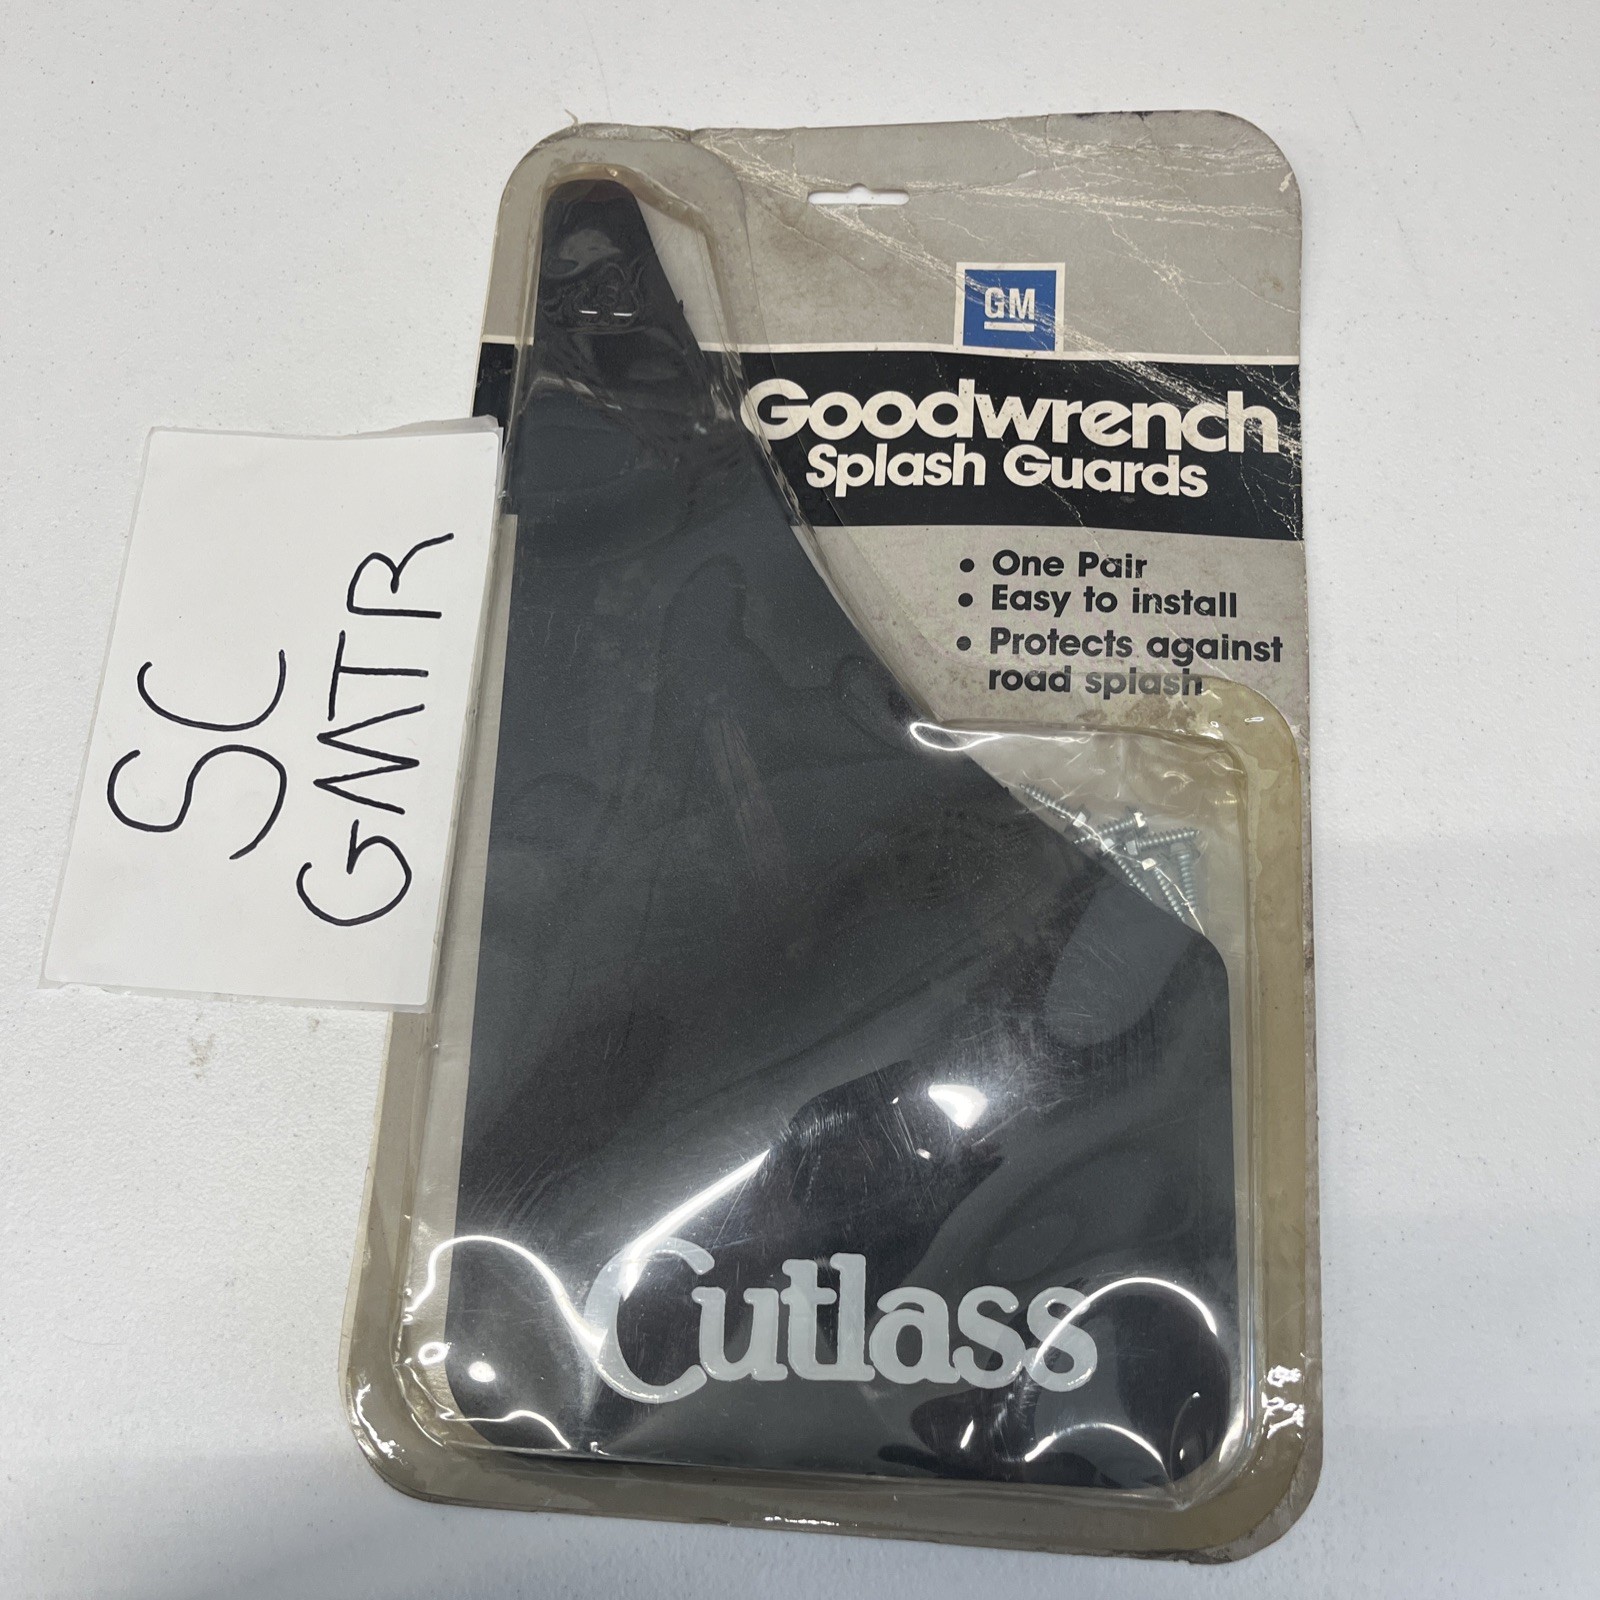 GM
Goodwrench
Splash Guards
• One Pair
• Easy to install
• Protects against
road splash
SC
GMTR
Cutlass